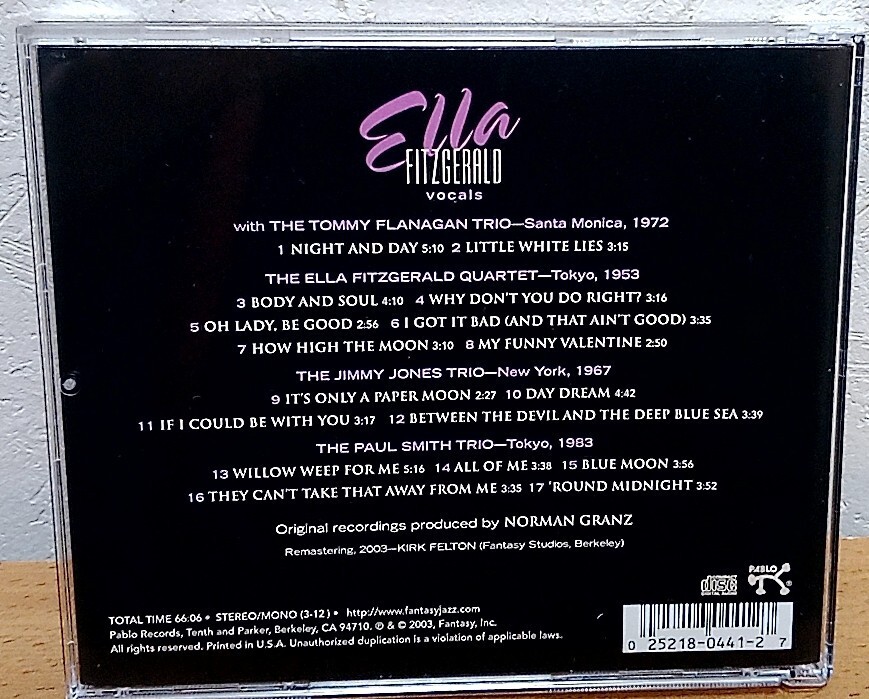 Ella
FITZGERALD
vocals
with THE TOMMY FLANAGAN TRIO—Santa Monica, 1972
1 NIGHT AND DAY 5:10 2 LITTLE WHITE LIES 3:15
THE ELLA FITZGERALD QUARTET—Tokyo, 1953
3 BODY AND SOUL 4:10 4 WHY DON'T YOU DO RIGHT? 3:16
5 OH LADY, BE GOOD 2:56 6 I GOT IT BAD (AND THAT AIN'T GOOD) 3:35
7 HOW HIGH THE MOON 3:10 8 MY FUNNY VALENTINE 2:50
THE JIMMY JONES TRIO—New York, 1967
9 IT'S ONLY A PAPER MOON 2:27 10 DAY DREAM 4:42
11 IF I COULD BE WITH YOU 3:17 12 BETWEEN THE DEVIL AND THE DEEP BLUE SEA 3:39
THE PAUL SMITH TRIO—Tokyo, 1983
13 WILLOW WEEP FOR ME 5:16 14 ALL OF ME 3:38 15 BLUE MOON 3:56
16 THEY CAN'T TAKE THAT AWAY FROM ME 3:35 17 'ROUND MIDNIGHT 3:52
Original recordings produced by NORMAN GRANZ
Remastering, 2003—KIRK FELTON (Fantasy Studios, Berkeley)
COMPACT
disc
DIGITAL AUDIO
PABLO
®
TOTAL TIME 66:06 • STEREO/MONO (3-12) • http://www.fantasyjazz.com
Pablo Records, Tenth and Parker, Berkeley, CA 94710. ℗ & © 2003, Fantasy, Inc.
All rights reserved. Printed in U.S.A. Unauthorized duplication is a violation of applicable laws.
0 25218-0441-2 7